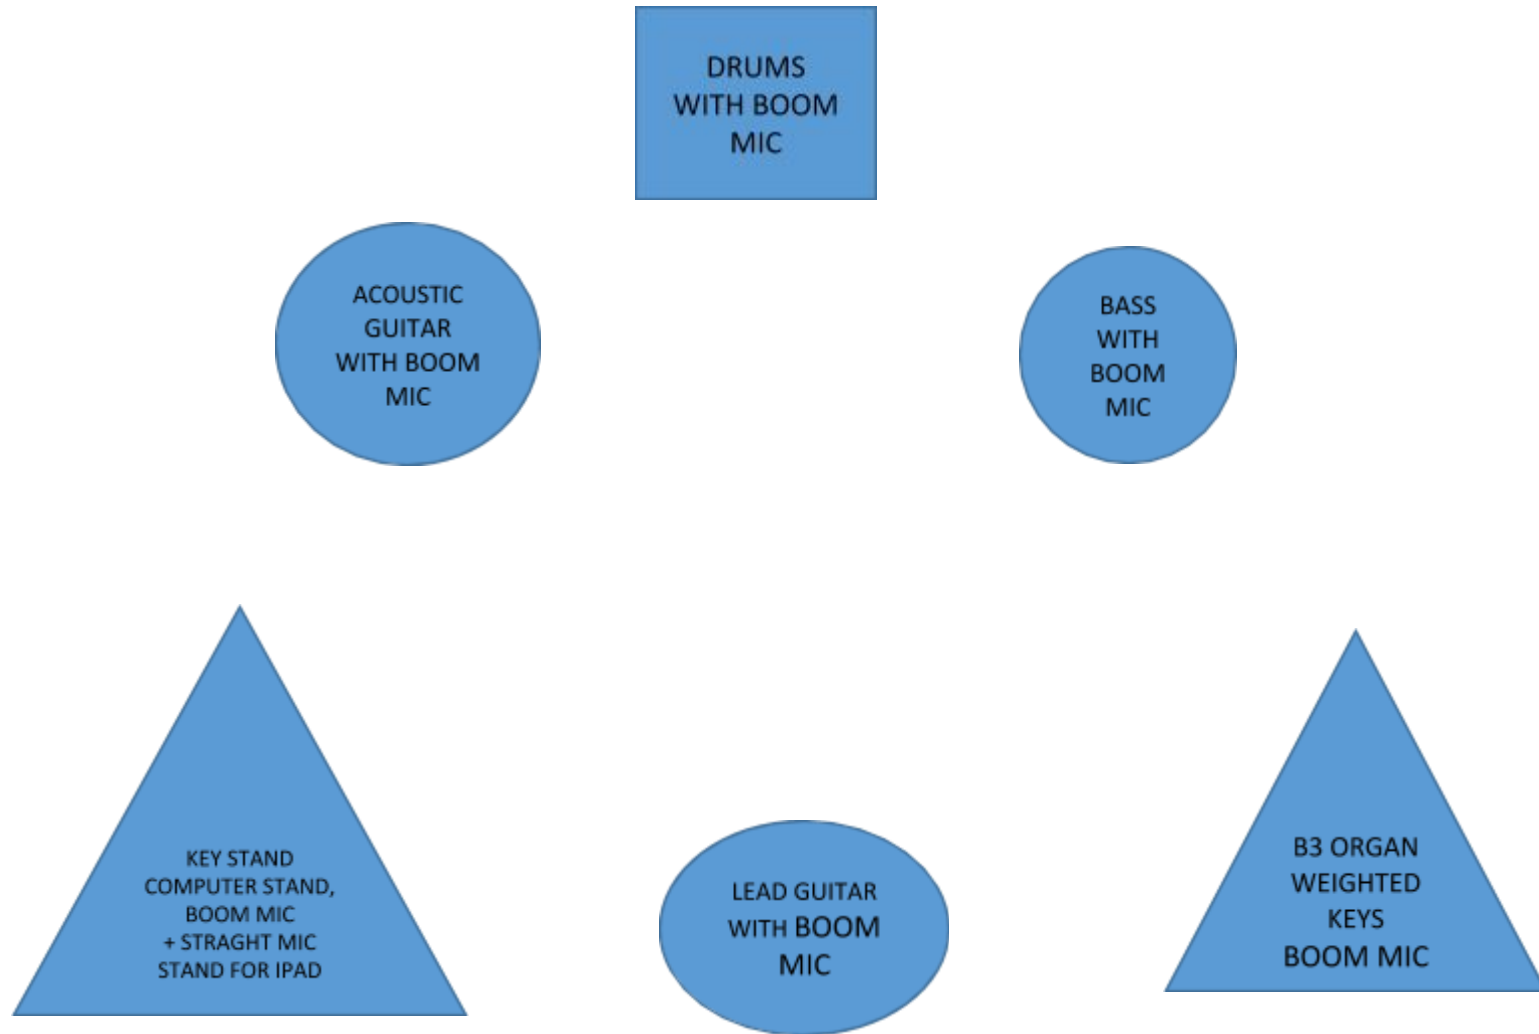 DRUMS
WITH BOOM
MIC
ACOUSTIC
GUITAR
WITH BOOM
MIC
BASS
WITH
BOOM
MIC
KEY STAND
COMPUTER STAND,
BOOM MIC
+ STRAGHT MIC
STAND FOR IPAD
LEAD GUITAR
WITH BOOM
MIC
B3 ORGAN
WEIGHTED
KEYS
BOOM MIC